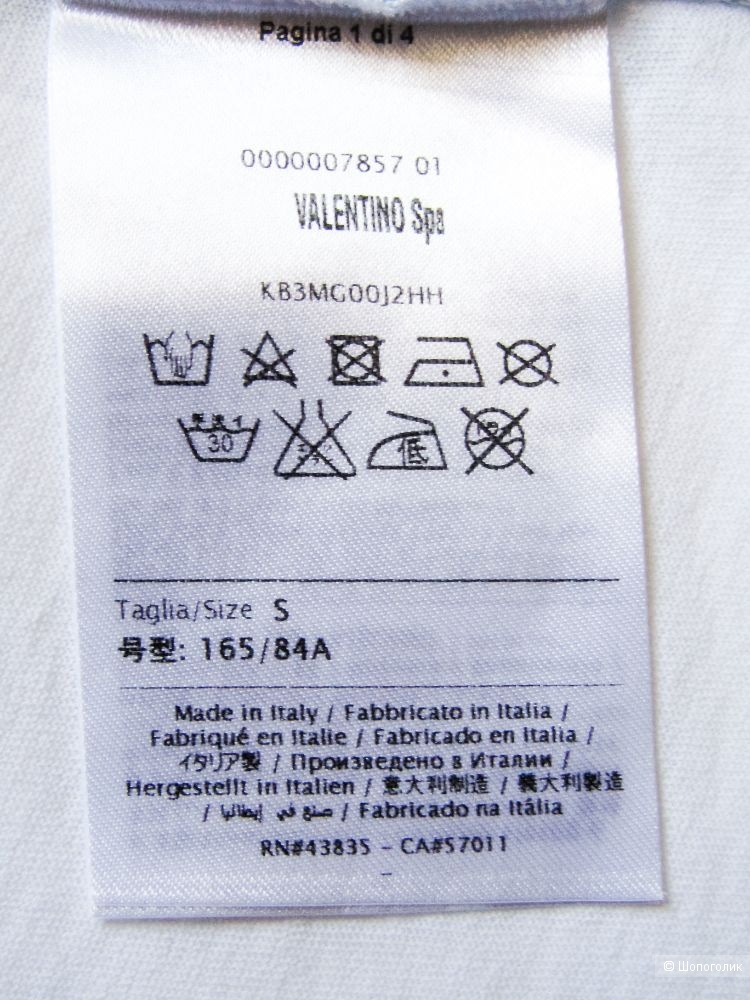 Pagina 1 di 4
0000007857 01
VALENTINO Spa
KB3MG00J2HH
30
低
Taglia/Size S
号型: 165/84A
Made in Italy / Fabbricato in Italia /
Fabriqué en Italie / Fabricado en Italia /
イタリア製 / Произведено в Италии /
Hergestellt in Italien / 意大利制造 / 義大利製造
/ صنع في إيطاليا / Fabricado na Itália
RN#43835 - CA#57011
–
© Шопоголик